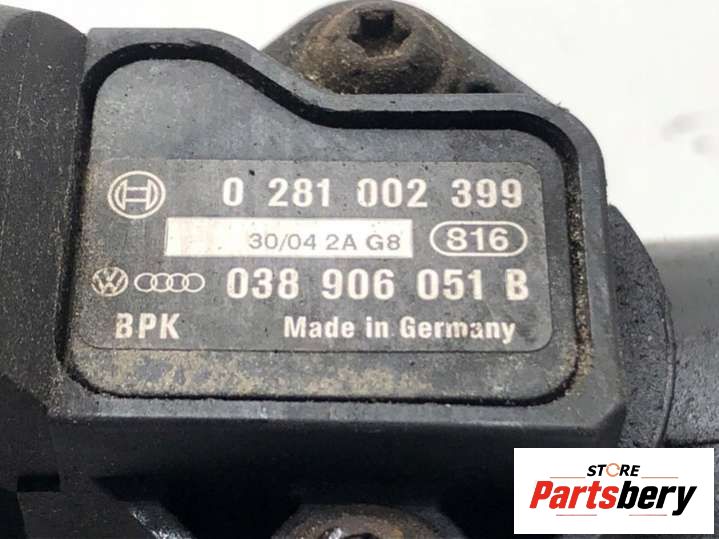 0 281 002 399
30/04 2A G8 816
038 906 051 B
BPK Made in Germany
STORE
Partsbery